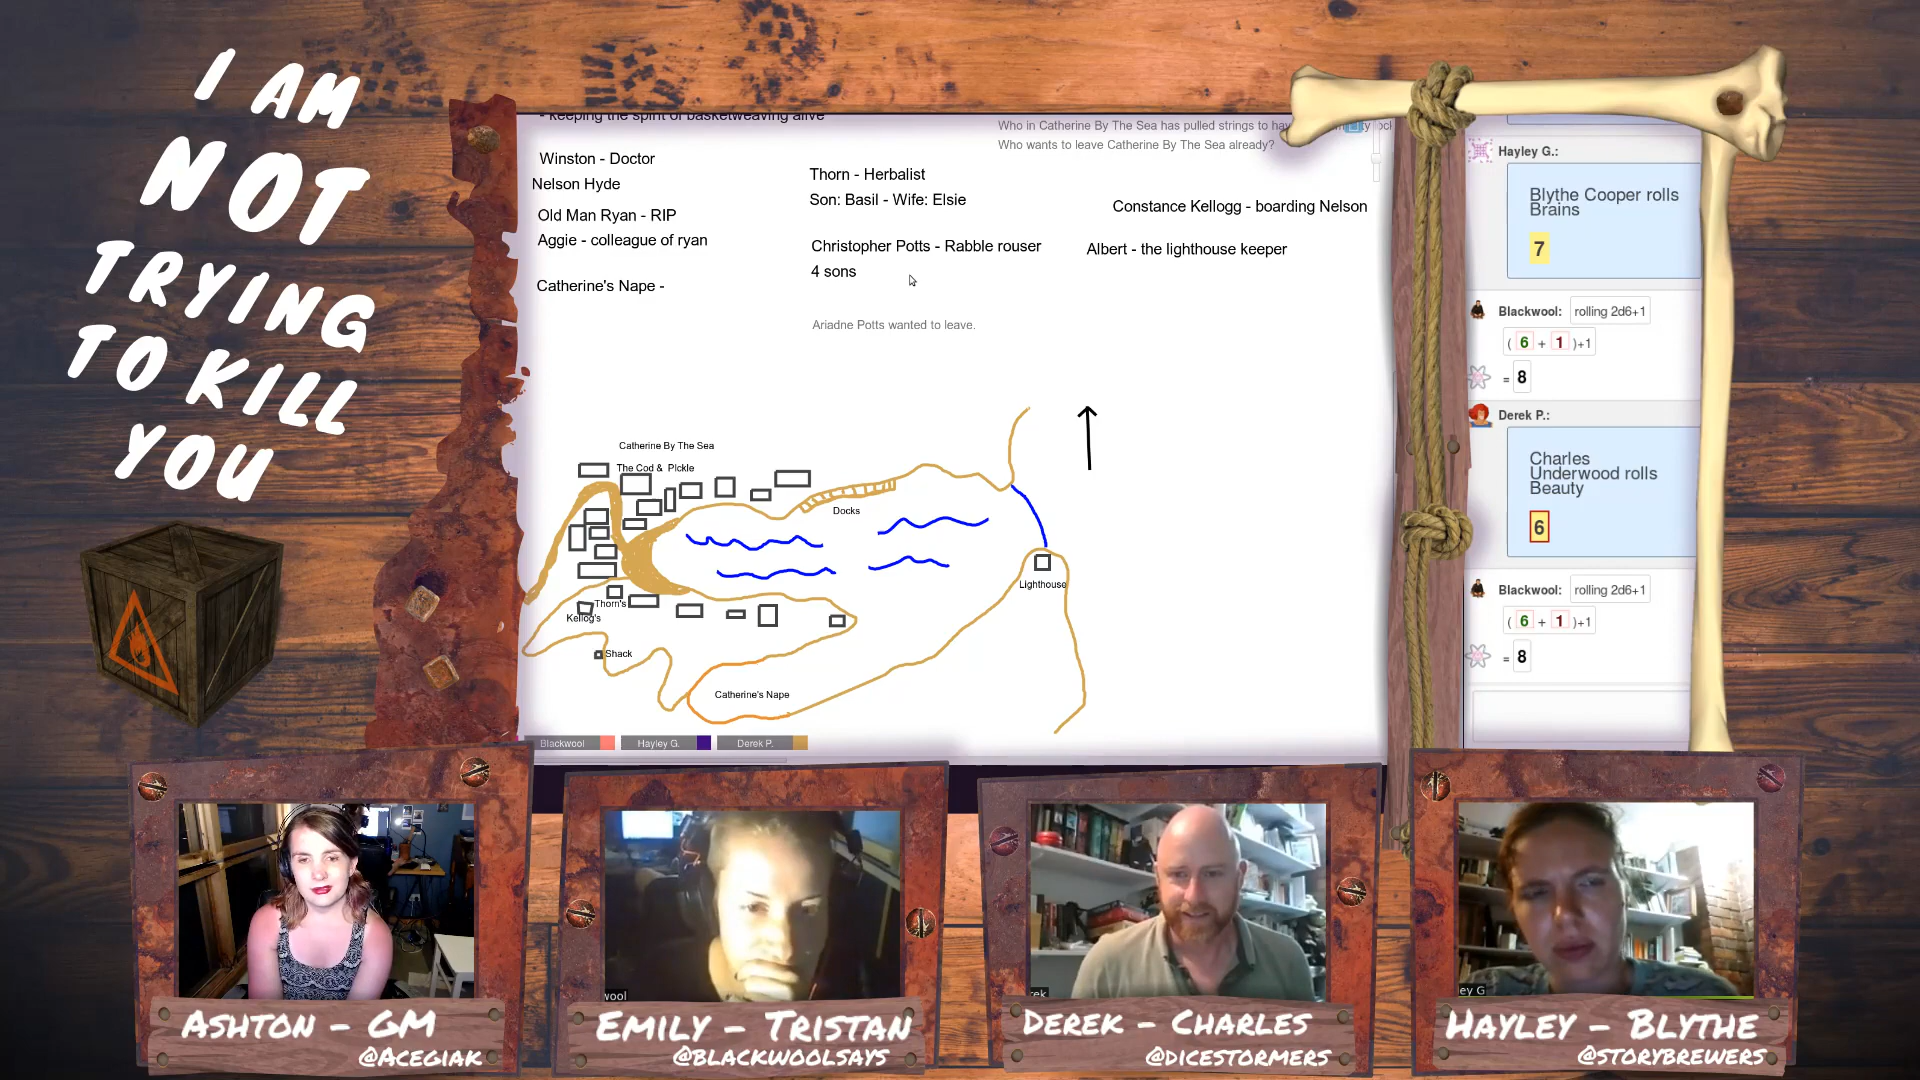 I AM
NOT
TRYING
TO KILL
YOU
- keeping the spirit of basketweaving alive
Winston - Doctor
Nelson Hyde
Old Man Ryan - RIP
Aggie - colleague of ryan
Catherine's Nape -
Thorn - Herbalist
Son: Basil - Wife: Elsie
Christopher Potts - Rabble rouser
4 sons
Ariadne Potts wanted to leave.
Who in Catherine By The Sea has pulled strings to
Who wants to leave Catherine By The Sea already?
Constance Kellogg - boarding Nelson
Albert - the lighthouse keeper
Catherine By The Sea
The Cod & Pickle
Docks
Lighthouse
Thorn's
Kellog's
Shack
Catherine's Nape
Blackwool
Hayley G.
Derek P.
Hayley G.:
Blythe Cooper rolls
Brains
7
Blackwool: rolling 2d6+1
( 6 + 1 )+1
= 8
Derek P.:
Charles
Underwood rolls
Beauty
6
Blackwool: rolling 2d6+1
( 6 + 1 )+1
= 8
ASHTON - GM
@ACEGIAK
EMILY - TRISTAN
@BLACKWOOLSAYS
DEREK - CHARLES
@DICESTORMERS
HAYLEY - BLYTHE
@STORYBREWERS